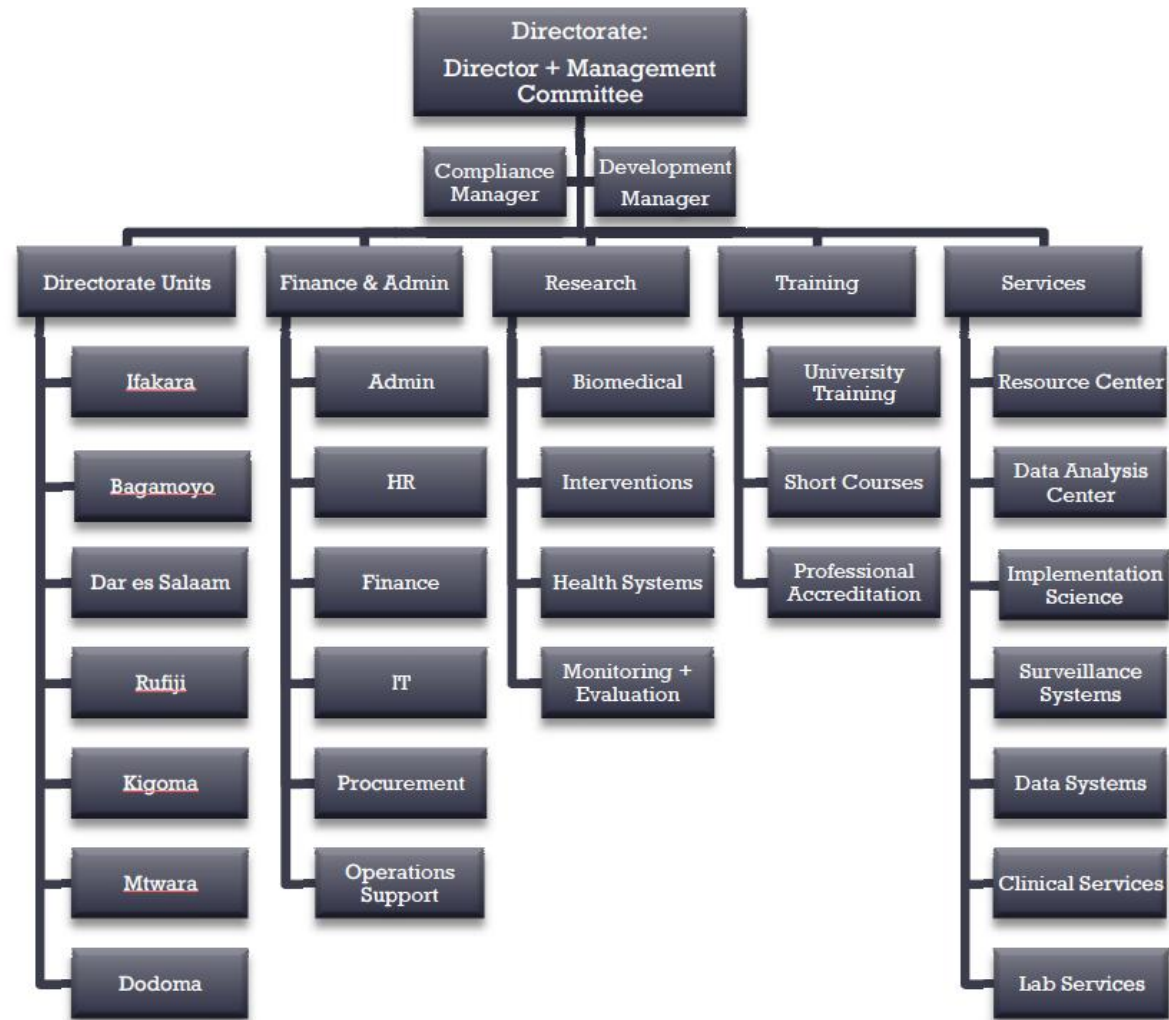 Directorate:
Director + Management
Committee
Compliance
Manager
Development
Manager
Directorate Units
Finance & Admin
Research
Training
Services
Ifakara
Bagamoyo
Dar es Salaam
Rufiji
Kigoma
Mtwara
Dodoma
Admin
HR
Finance
IT
Procurement
Operations
Support
Biomedical
Interventions
Health Systems
Monitoring +
Evaluation
University
Training
Short Courses
Professional
Accreditation
Resource Center
Data Analysis
Center
Implementation
Science
Surveillance
Systems
Data Systems
Clinical Services
Lab Services